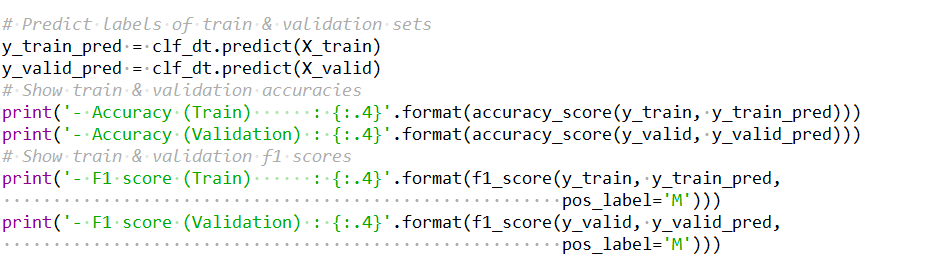 # Predict labels of train & validation sets
y_train_pred = clf_dt.predict(X_train)
y_valid_pred = clf_dt.predict(X_valid)
# Show train & validation accuracies
print('- Accuracy (Train)      : {:.4}'.format(accuracy_score(y_train, y_train_pred)))
print('- Accuracy (Validation) : {:.4}'.format(accuracy_score(y_valid, y_valid_pred)))
# Show train & validation f1 scores
print('- F1 score (Train)      : {:.4}'.format(f1_score(y_train, y_train_pred,
                                                       pos_label='M')))
print('- F1 score (Validation) : {:.4}'.format(f1_score(y_valid, y_valid_pred,
                                                       pos_label='M')))